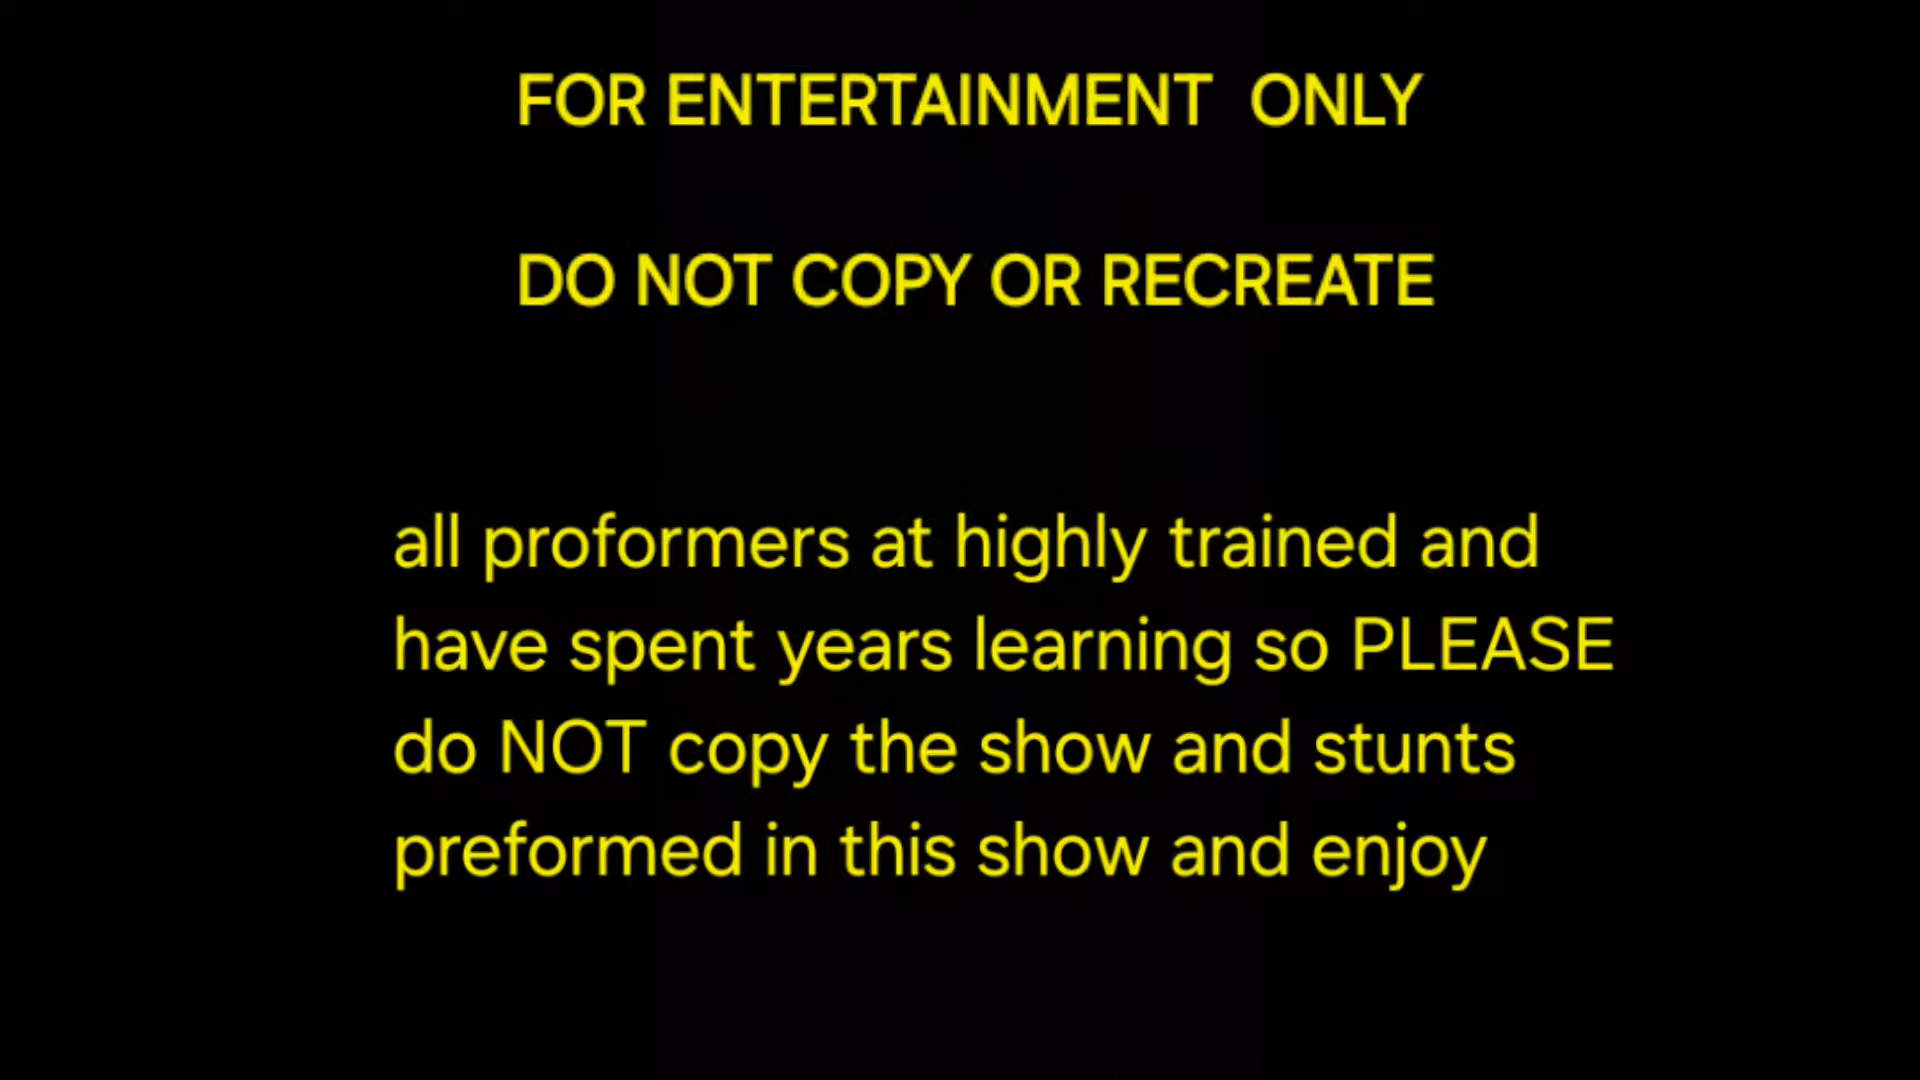 FOR ENTERTAINMENT  ONLY
DO NOT COPY OR RECREATE
all proformers at highly trained and
have spent years learning so PLEASE
do NOT copy the show and stunts
preformed in this show and enjoy